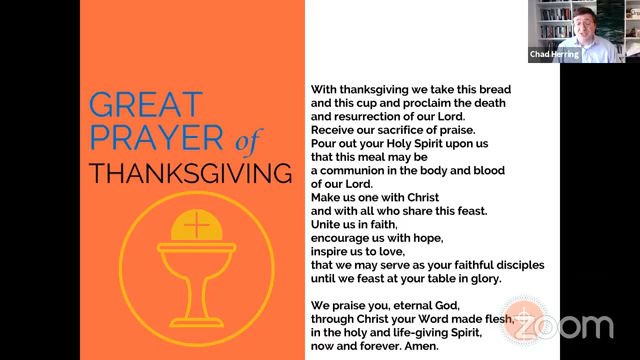 GREAT
PRAYER of
THANKSGIVING
With thanksgiving we take this bread
and this cup and proclaim the death
and resurrection of our Lord.
Receive our sacrifice of praise.
Pour out your Holy Spirit upon us
that this meal may be
a communion in the body and blood
of our Lord.
Make us one with Christ
and with all who share this feast.
Unite us in faith,
encourage us with hope,
inspire us to love,
that we may serve as your faithful disciples
until we feast at your table in glory.
We praise you, eternal God,
through Christ your Word made flesh,
in the holy and life-giving Spirit,
now and forever. Amen.
Chad Herring
zoom